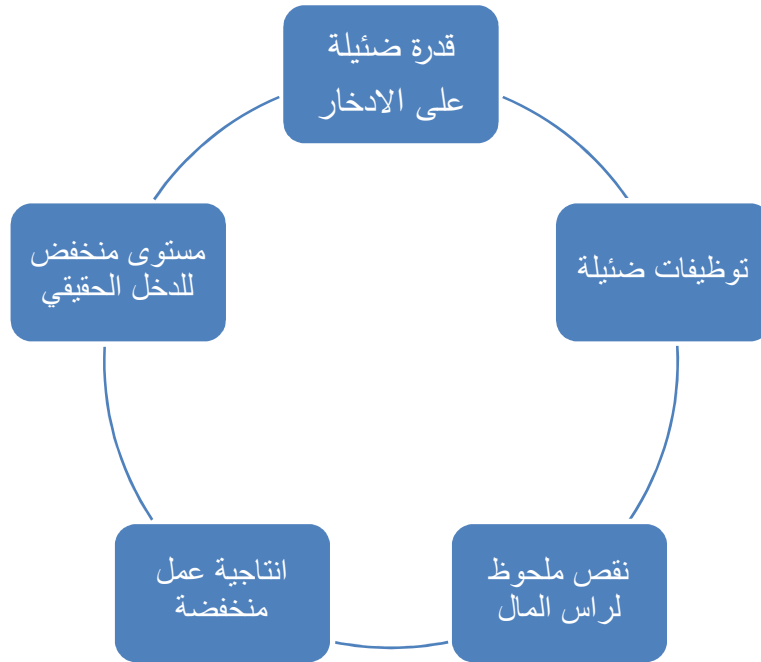 قدرة ضئيلة
على الادخار
توظيفات ضئيلة
نقص ملحوظ
لراس المال
انتاجية عمل
منخفضة
مستوى منخفض
للدخل الحقيقي